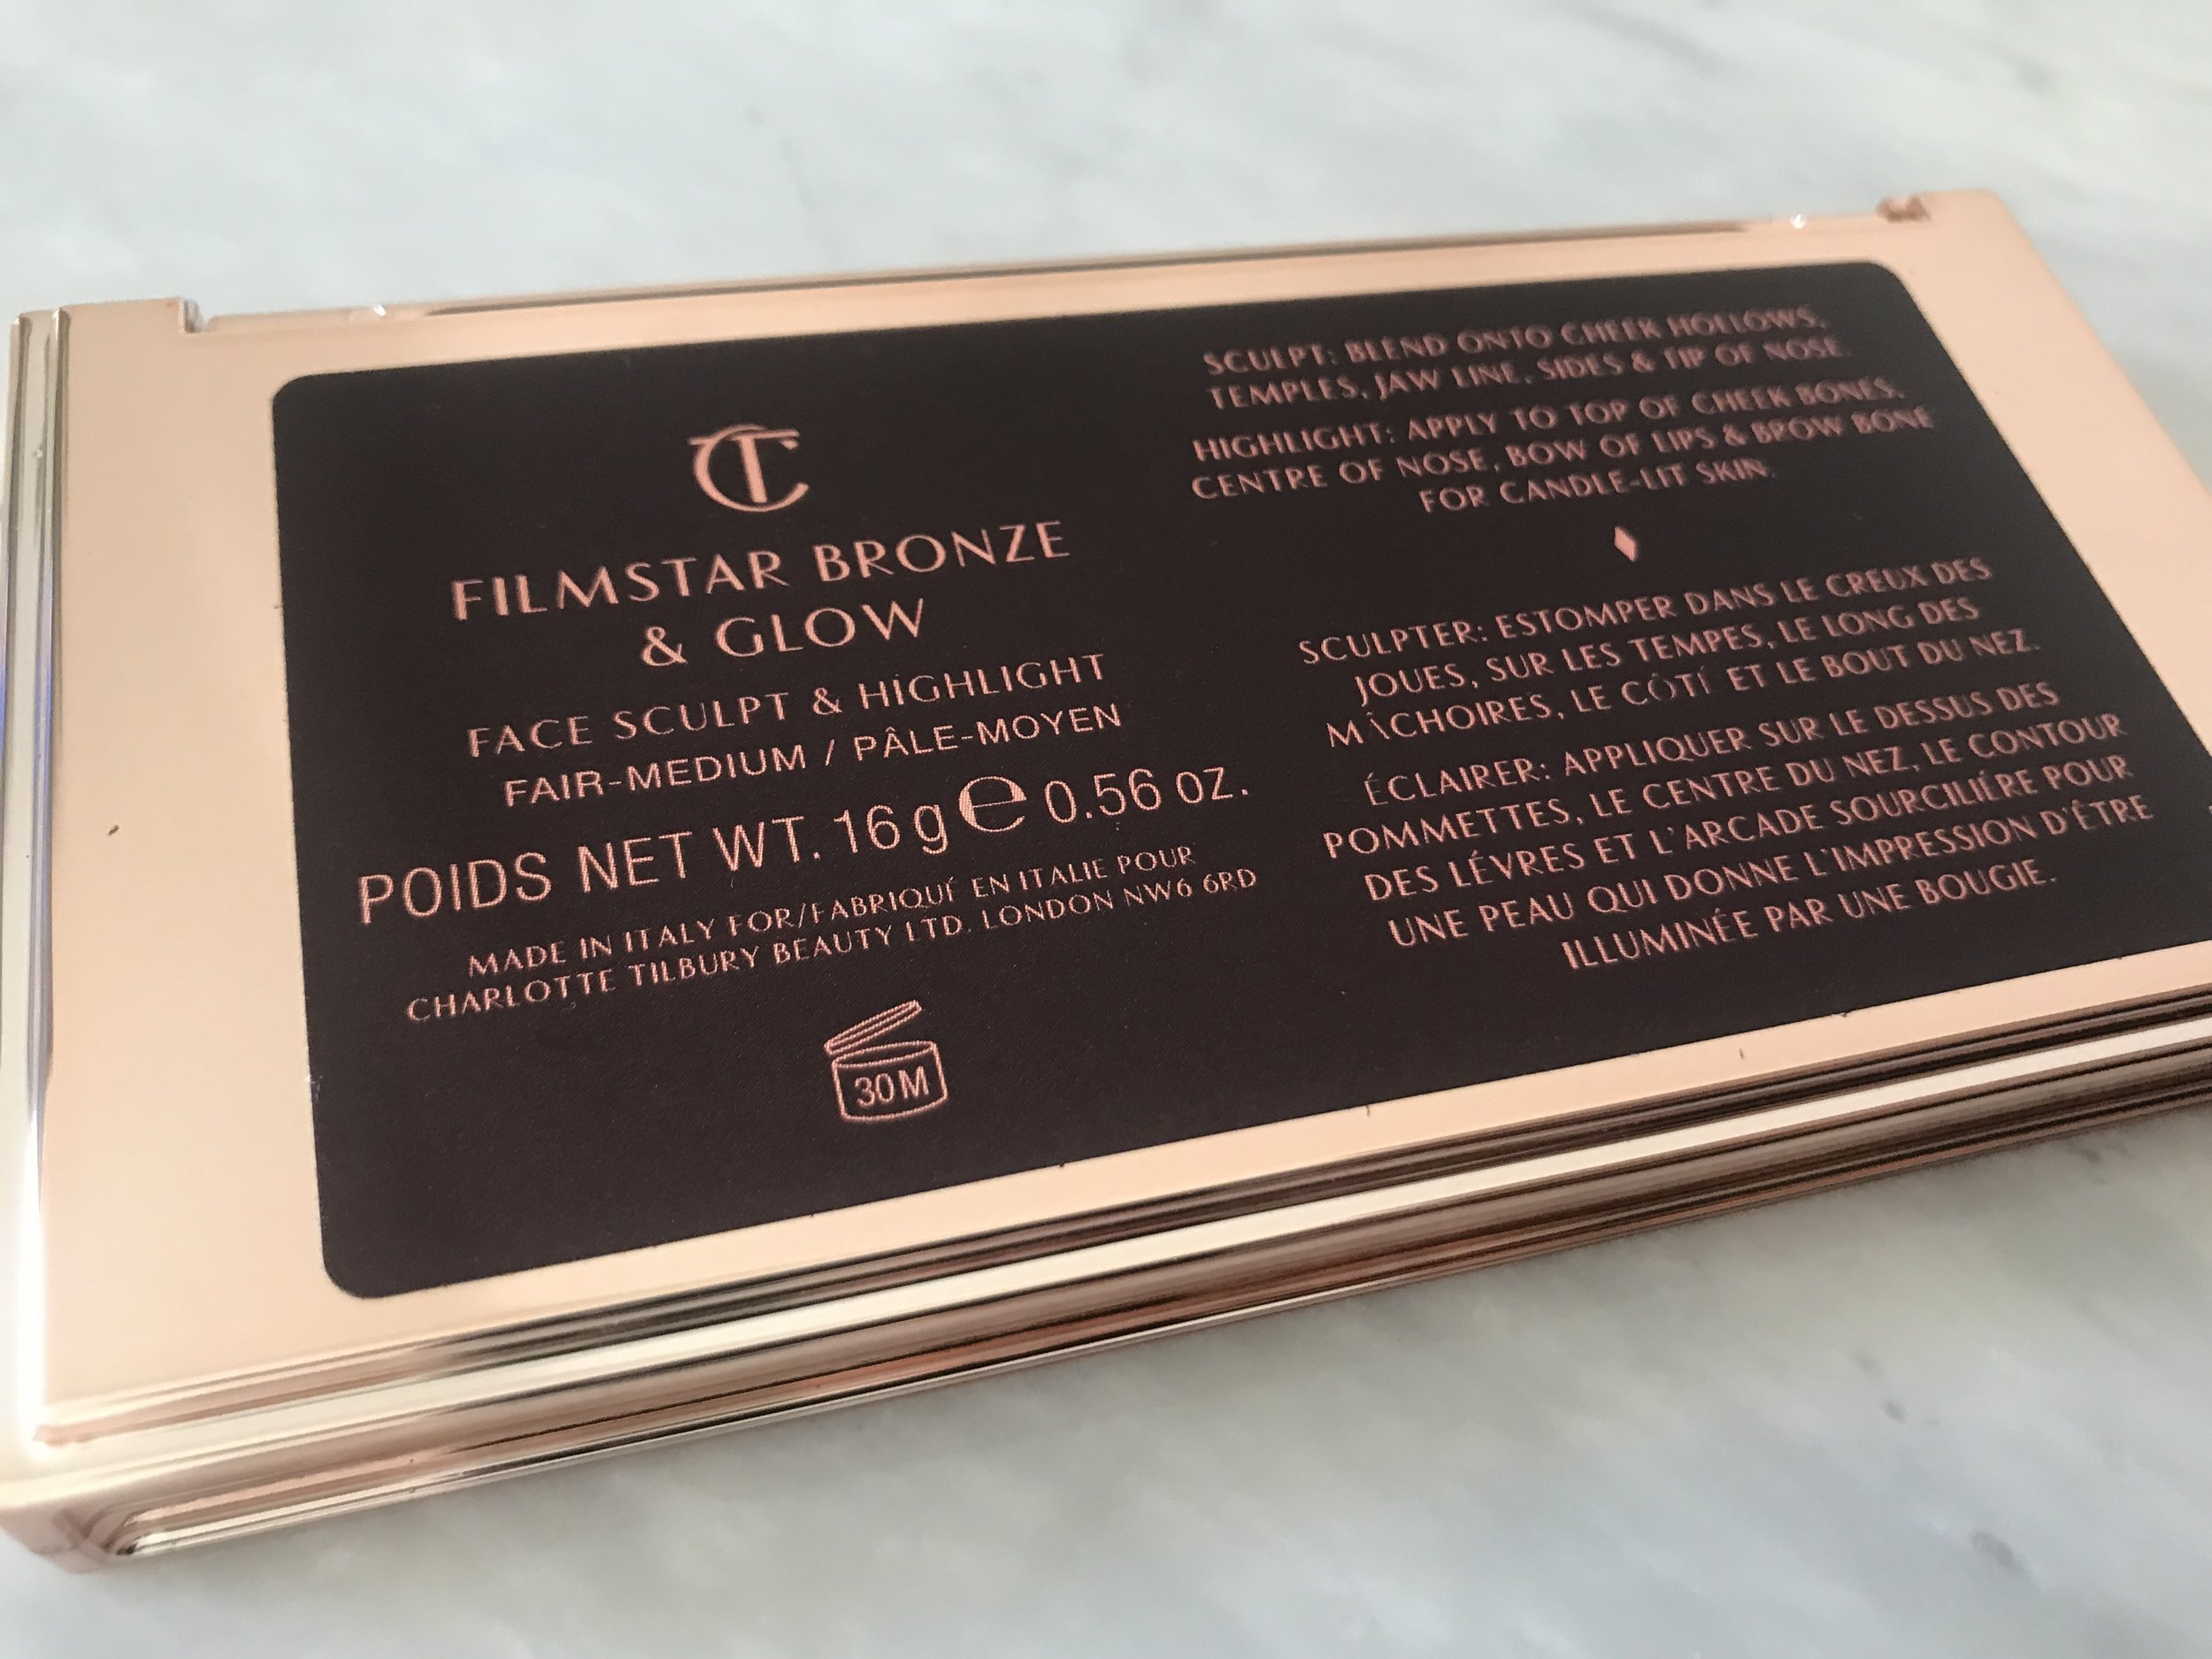 CT
FILMSTAR BRONZE
& GLOW
FACE SCULPT & HIGHLIGHT
FAIR-MEDIUM / PÂLE-MOYEN
POIDS NET WT. 16 g ℮ 0.56 oz.
MADE IN ITALY FOR/FABRIQUÍ EN ITALIE POUR
CHARLOTTE TILBURY BEAUTY LTD. LONDON NW6 6RD
30M
SCULPT: BLEND ONTO CHEEK HOLLOWS,
TEMPLES, JAW LINE, SIDES & TIP OF NOSE.
HIGHLIGHT: APPLY TO TOP OF CHEEK BONES,
CENTRE OF NOSE, BOW OF LIPS & BROW BONE
FOR CANDLE-LIT SKIN.
SCULPTER: ESTOMPER DANS LE CREUX DES
JOUES, SUR LES TEMPES, LE LONG DES
MÂCHOIRES, LE CÔTÍ ET LE BOUT DU NEZ.
ÉCLAIRER: APPLIQUER SUR LE DESSUS DES
POMMETTES, LE CENTRE DU NEZ, LE CONTOUR
DES LÉVRES ET L'ARCADE SOURCILIÉRE POUR
UNE PEAU QUI DONNE L'IMPRESSION D'ÊTRE
ILLUMINÉE PAR UNE BOUGIE.